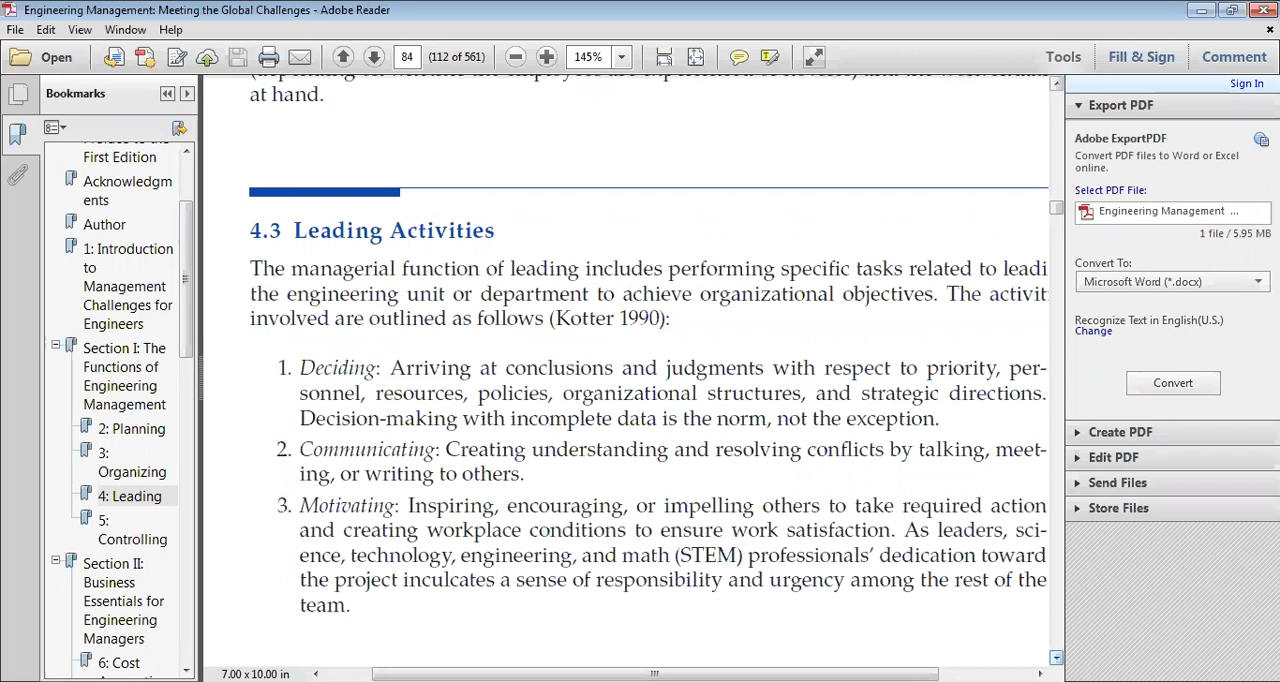 Engineering Management: Meeting the Global Challenges - Adobe Reader
File Edit View Window Help
Open 84 (112 of 561) 145% Tools Fill & Sign Comment
Sign In
Bookmarks
First Edition
Acknowledgm
ents
Author
1: Introduction
to
Management
Challenges for
Engineers
Section I: The
Functions of
Engineering
Management
2: Planning
3:
Organizing
4: Leading
5:
Controlling
Section II:
Business
Essentials for
Engineering
Managers
6: Cost
at hand.
4.3 Leading Activities
The managerial function of leading includes performing specific tasks related to leadi
the engineering unit or department to achieve organizational objectives. The activit
involved are outlined as follows (Kotter 1990):
1. Deciding: Arriving at conclusions and judgments with respect to priority, per-
sonnel, resources, policies, organizational structures, and strategic directions.
Decision-making with incomplete data is the norm, not the exception.
2. Communicating: Creating understanding and resolving conflicts by talking, meet-
ing, or writing to others.
3. Motivating: Inspiring, encouraging, or impelling others to take required action
and creating workplace conditions to ensure work satisfaction. As leaders, sci-
ence, technology, engineering, and math (STEM) professionals' dedication toward
the project inculcates a sense of responsibility and urgency among the rest of the
team.
7.00 x 10.00 in
Export PDF
Adobe ExportPDF
Convert PDF files to Word or Excel
online.
Select PDF File:
Engineering Management ...
1 file / 5.95 MB
Convert To:
Microsoft Word (*.docx)
Recognize Text in English(U.S.)
Change
Convert
Create PDF
Edit PDF
Send Files
Store Files